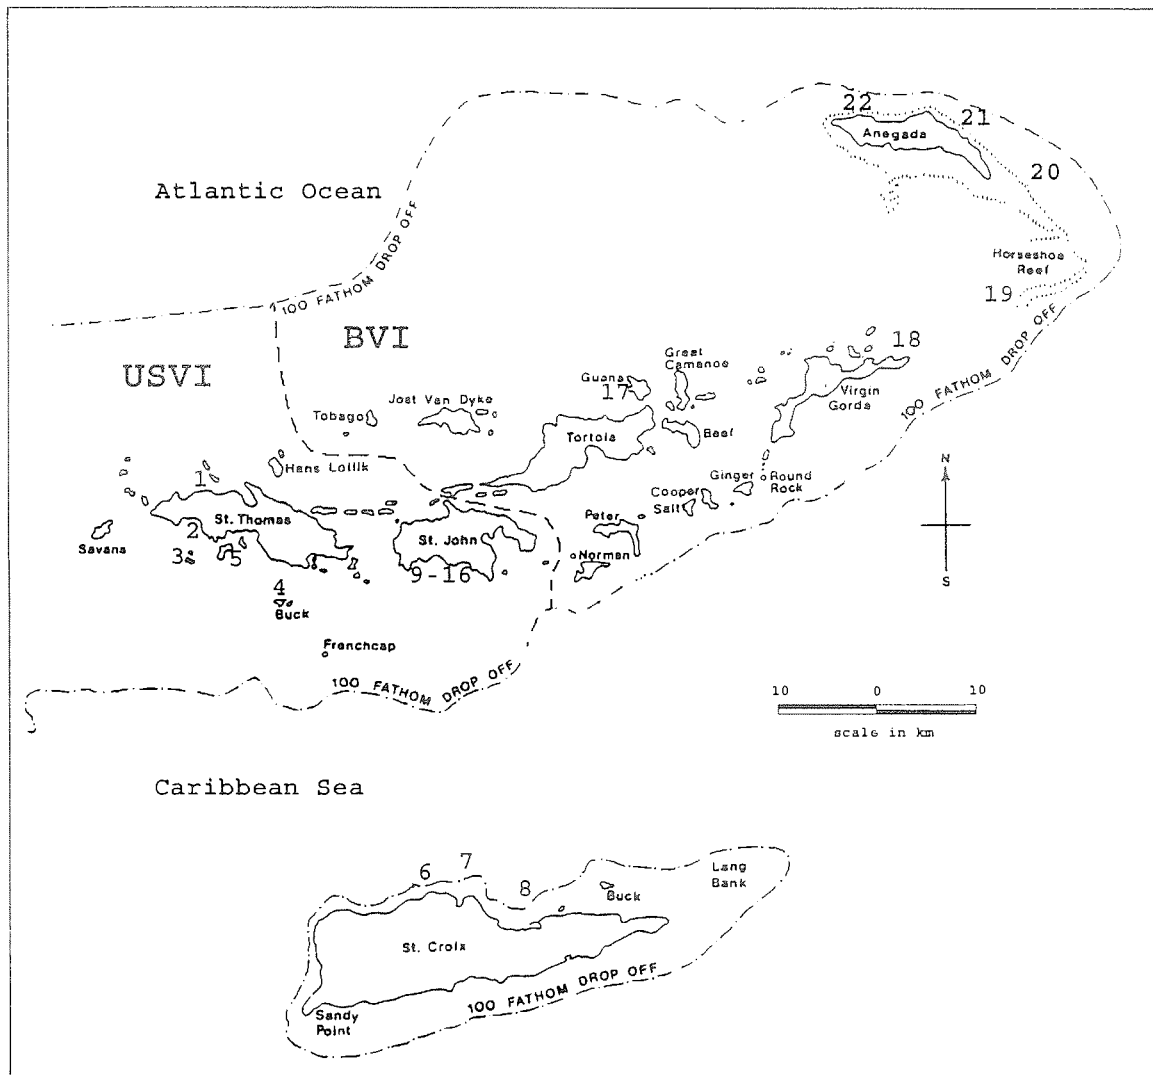 22
21
Anegada
20
Atlantic Ocean
100 FATHOM DROP OFF
Horseshoe
Reef
19
BVI
USVI
18
Great
Camanoe
Guana
17
Virgin
Gorda
100 FATHOM DROP OFF
Jost Van Dyke
Tobago
Tortola
Beef
Hans Lollik
1
Ginger
Round
Rock
Cooper
Salt
St. Thomas
Peter
N
2
Savana
St. John
3
5
Norman
9-16
4
Buck
S
Frenchcap
100 FATHOM DROP OFF
10 0 10
scale in km
Caribbean Sea
6
7
8
Lang
Bank
Buck
St. Croix
100 FATHOM DROP OFF
Sandy
Point